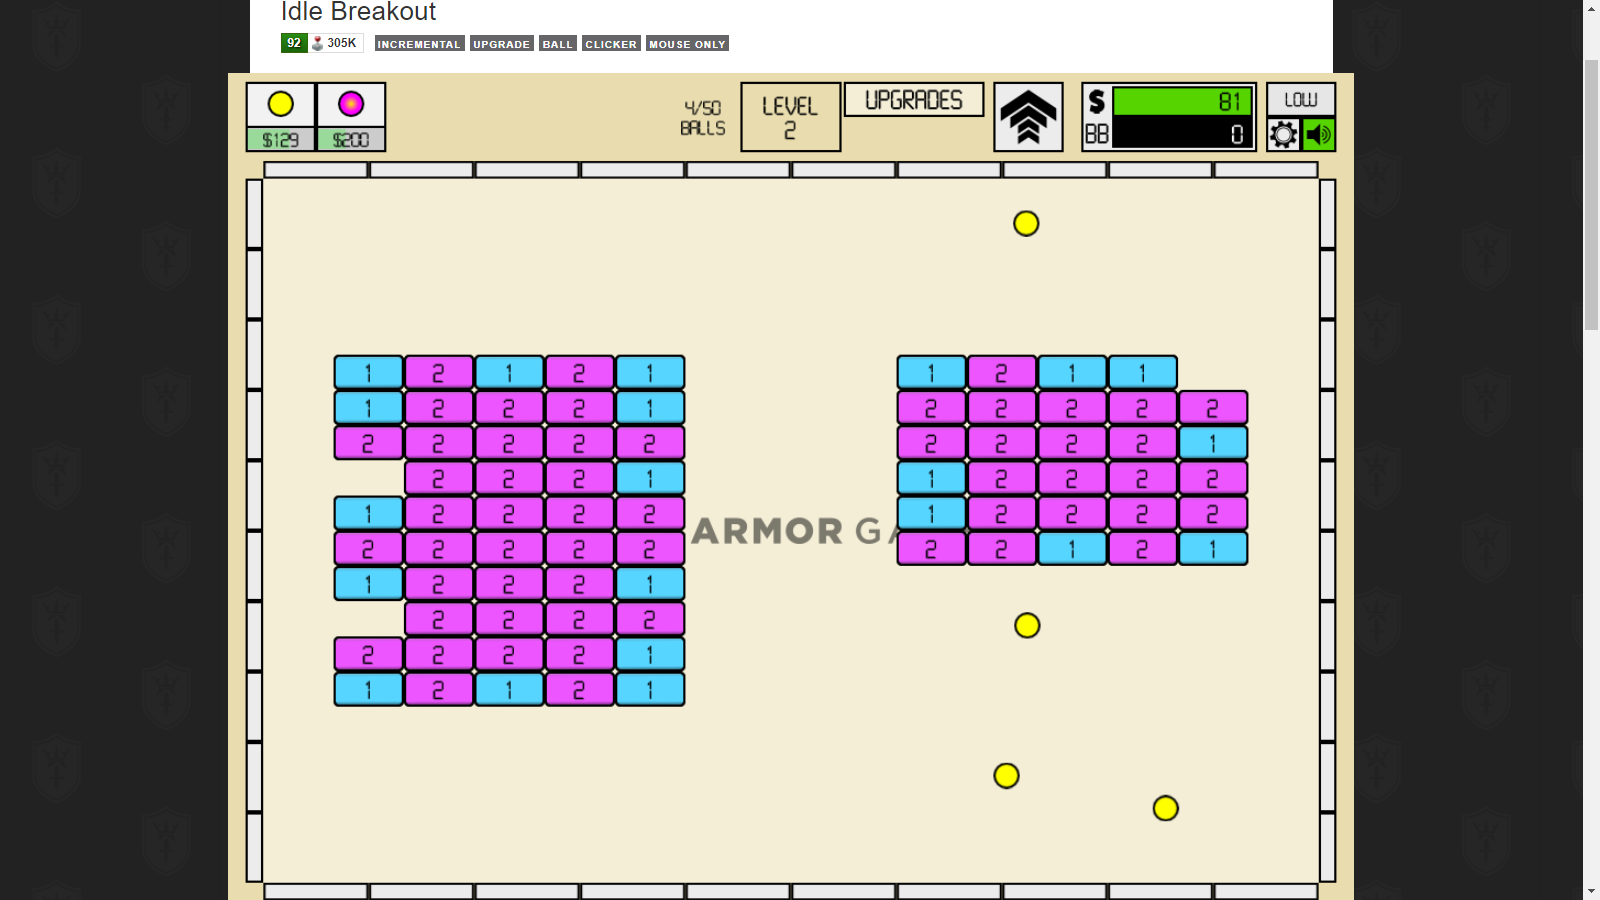 Idle Breakout
92 305K INCREMENTAL UPGRADE BALL CLICKER MOUSE ONLY
$129 $200
4/50
BALLS
LEVEL
2
UPGRADES
$ 81
BB 0
LOW
1 2 1 2 1 1 2 1 1
1 2 2 2 1 2 2 2 2 2
2 2 2 2 2 2 2 2 2 1
2 2 2 1 1 2 2 2 2
1 2 2 2 2 1 2 2 2 2
ARMOR GA
2 2 2 2 2 2 2 1 2 1
1 2 2 2 1
2 2 2 2
2 2 2 2 1
1 2 1 2 1